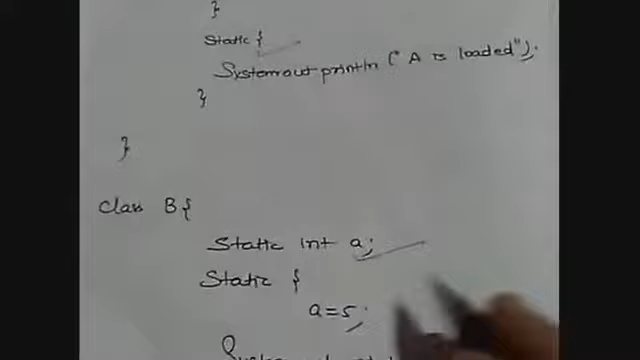 }
Static {
System.out.println (" A is loaded");
}
}
Class B{
Static int a;
Static {
a=5;